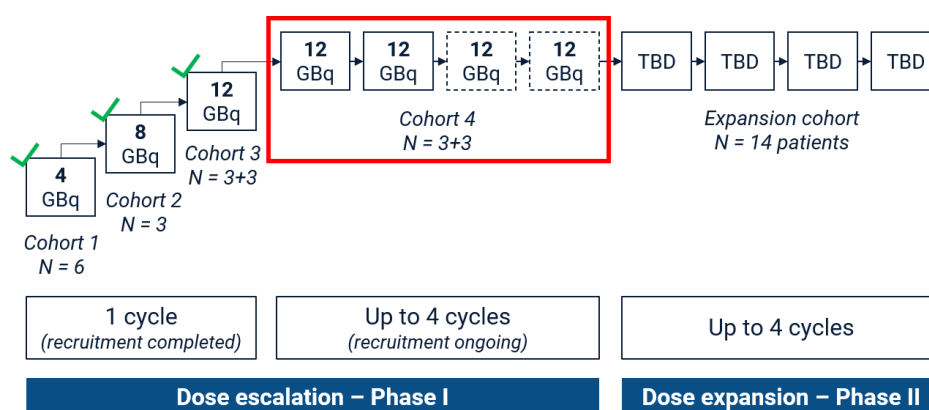 4
GBq
Cohort 1
N = 6
8
GBq
Cohort 2
N = 3
12
GBq
Cohort 3
N = 3+3
12
GBq
12
GBq
12
GBq
12
GBq
Cohort 4
N = 3+3
TBD
TBD
TBD
TBD
Expansion cohort
N = 14 patients
1 cycle
(recruitment completed)
Up to 4 cycles
(recruitment ongoing)
Up to 4 cycles
Dose escalation – Phase I
Dose expansion – Phase II